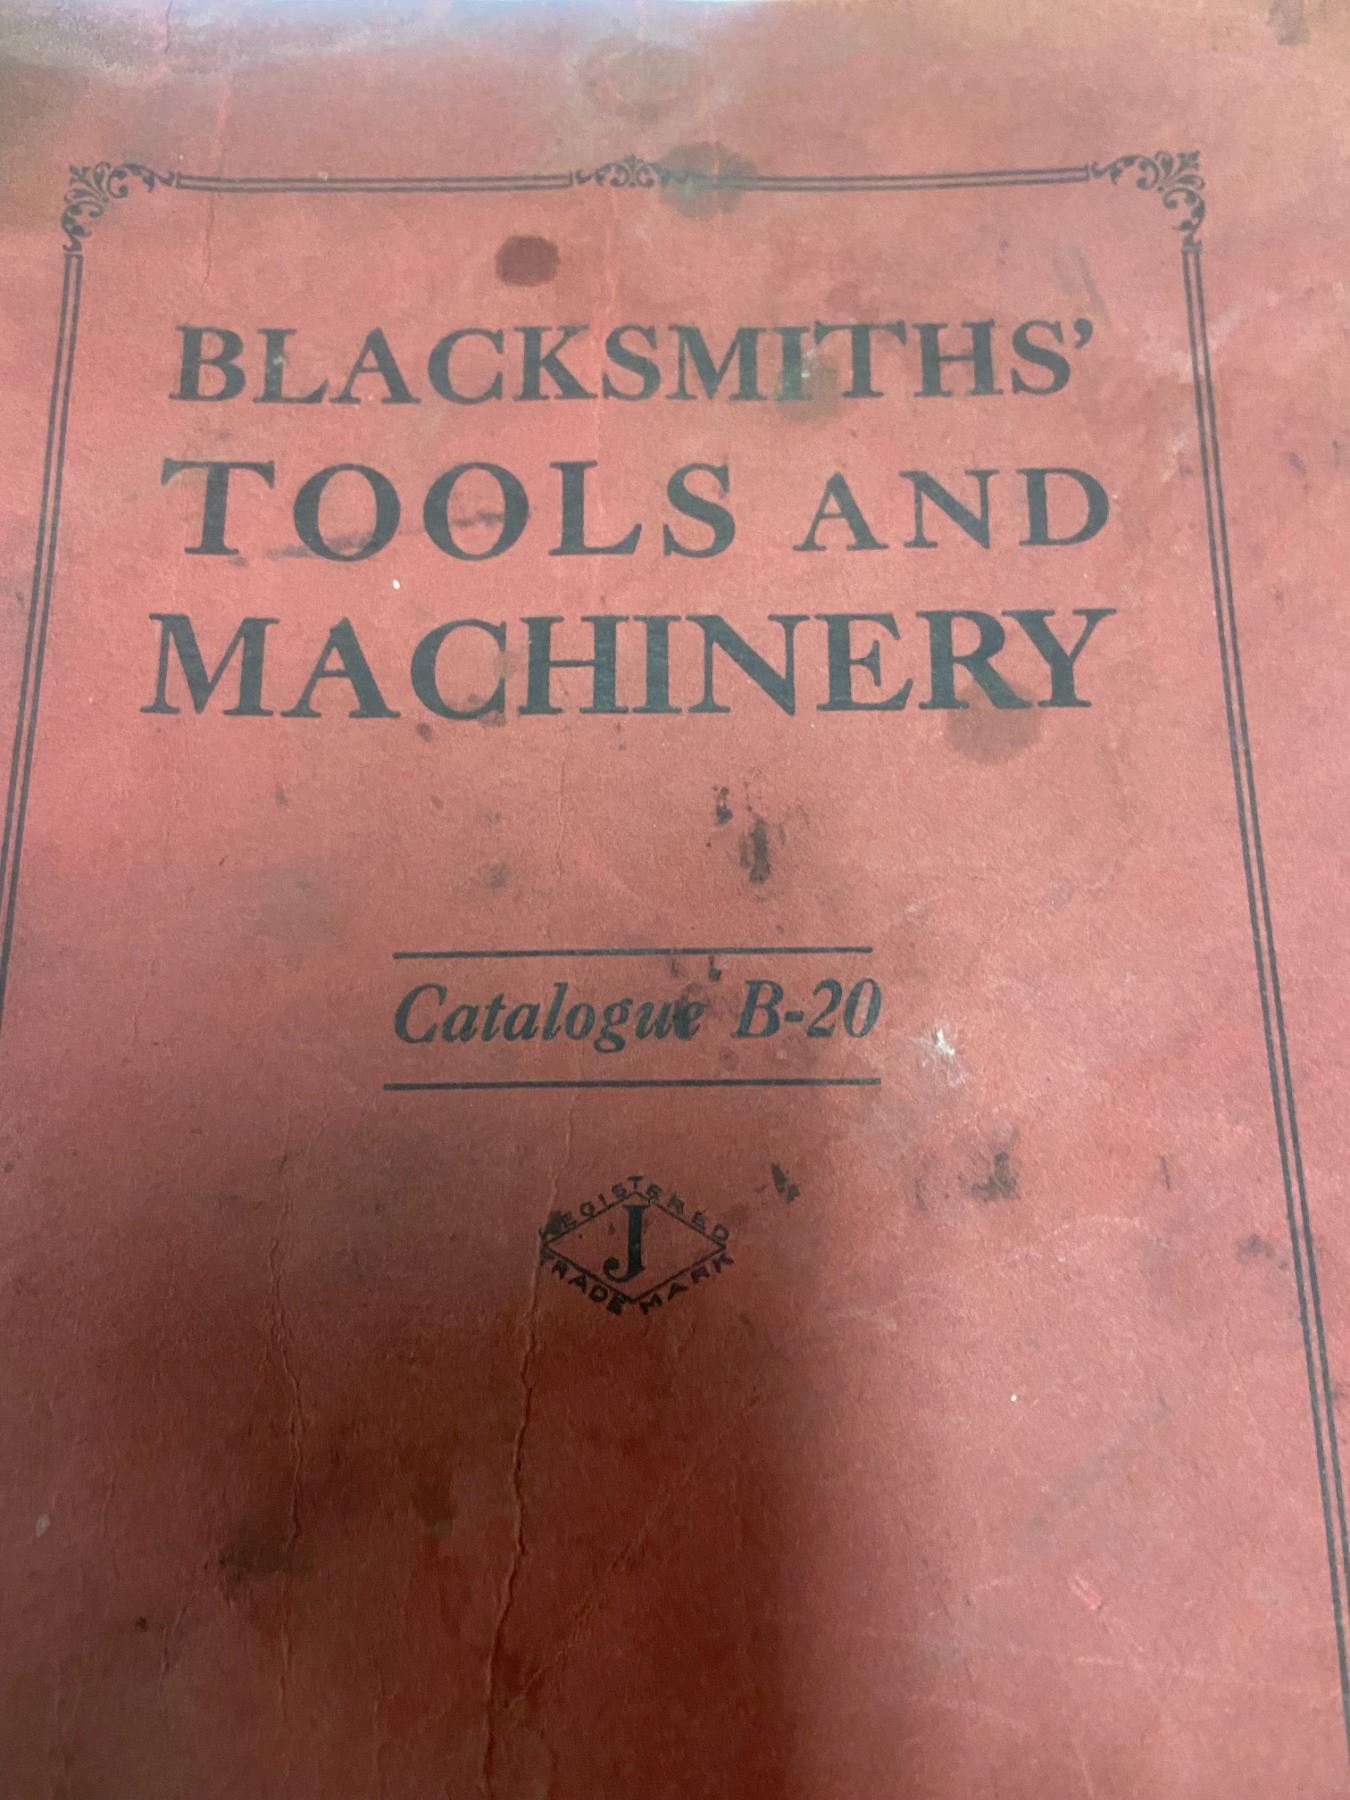 BLACKSMITHS’
TOOLS AND
MACHINERY
Catalogue B-20
REGISTERED
J
TRADE MARK